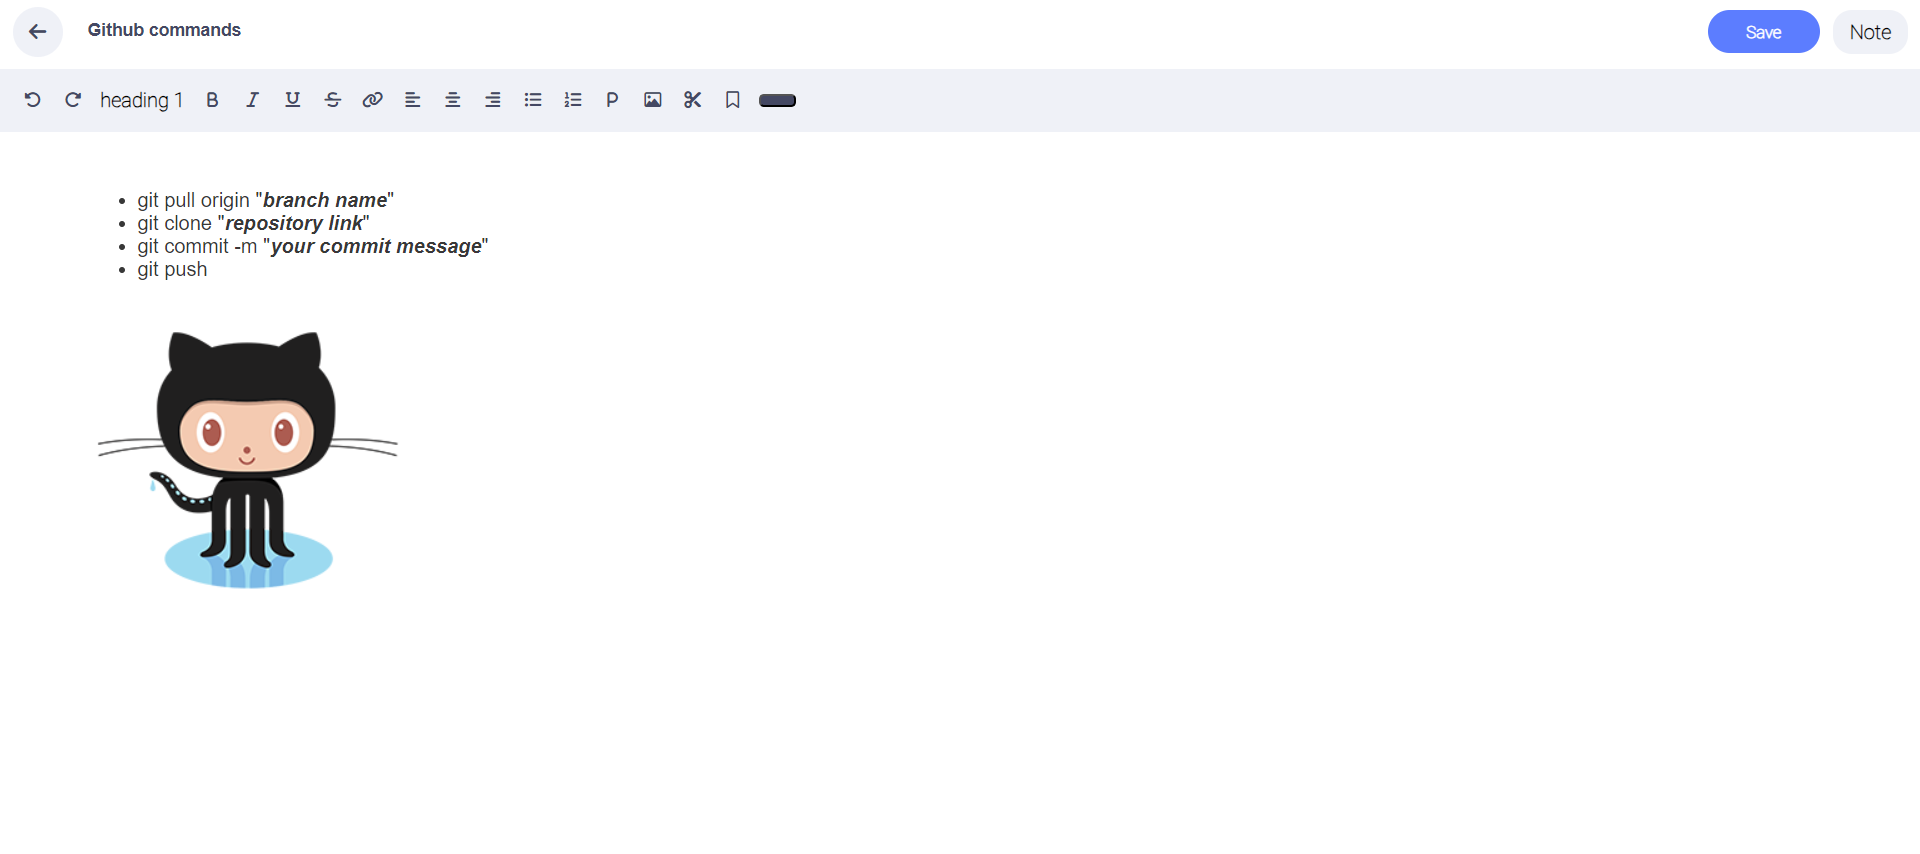 Github commands
Save
Note
heading 1
git pull origin "branch name"
git clone "repository link"
git commit -m "your commit message"
git push